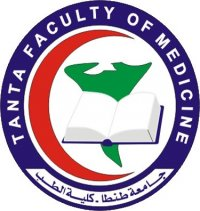 TANTA FACULTY OF MEDICINE
جامعة طنطا - كلية الطب